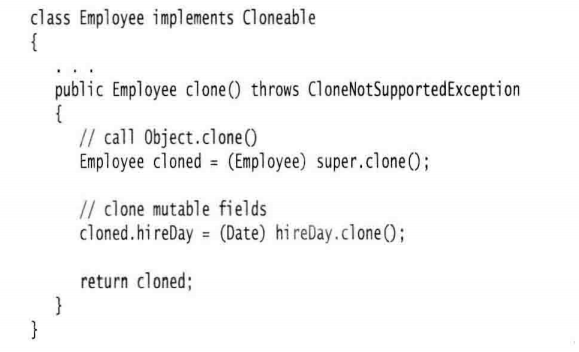 class Employee implements Cloneable
{
. . .
public Employee clone() throws CloneNotSupportedException
{
// call Object.clone()
Employee cloned = (Employee) super.clone();
// clone mutable fields
cloned.hireDay = (Date) hireDay.clone();
return cloned;
}
}